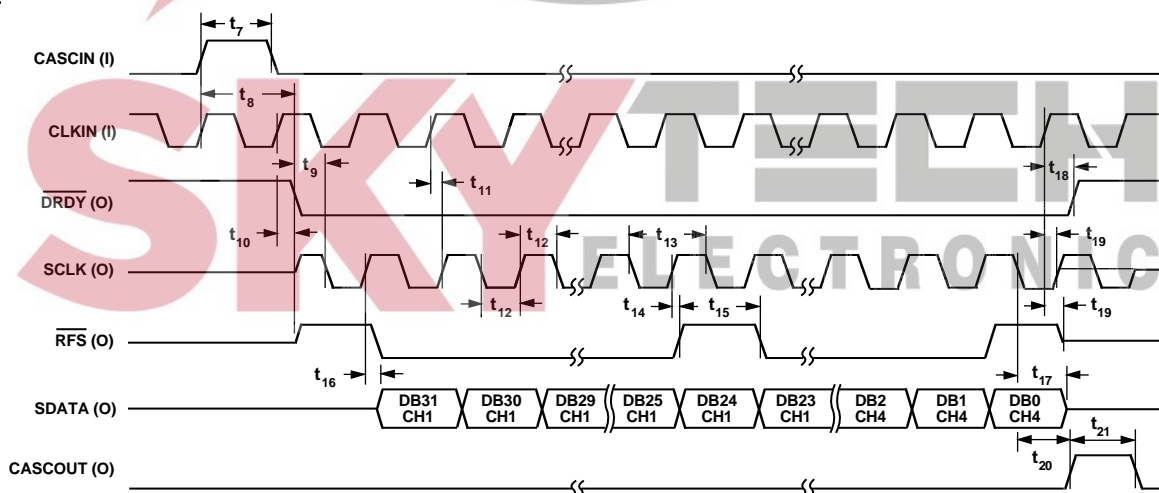 t7
CASCIN (I)
t8
CLKIN (I)
t9
t11
t18
DRDY (O)
t10
t12
t13
t19
SCLK (O)
t12
t14
t15
t19
RFS (O)
t16
t17
SDATA (O)
DB31 CH1
DB30 CH1
DB29 CH1
DB25 CH1
DB24 CH1
DB23 CH1
DB2 CH4
DB1 CH4
DB0 CH4
t20
t21
CASCOUT (O)
SKYTECH
ELECTRONIC